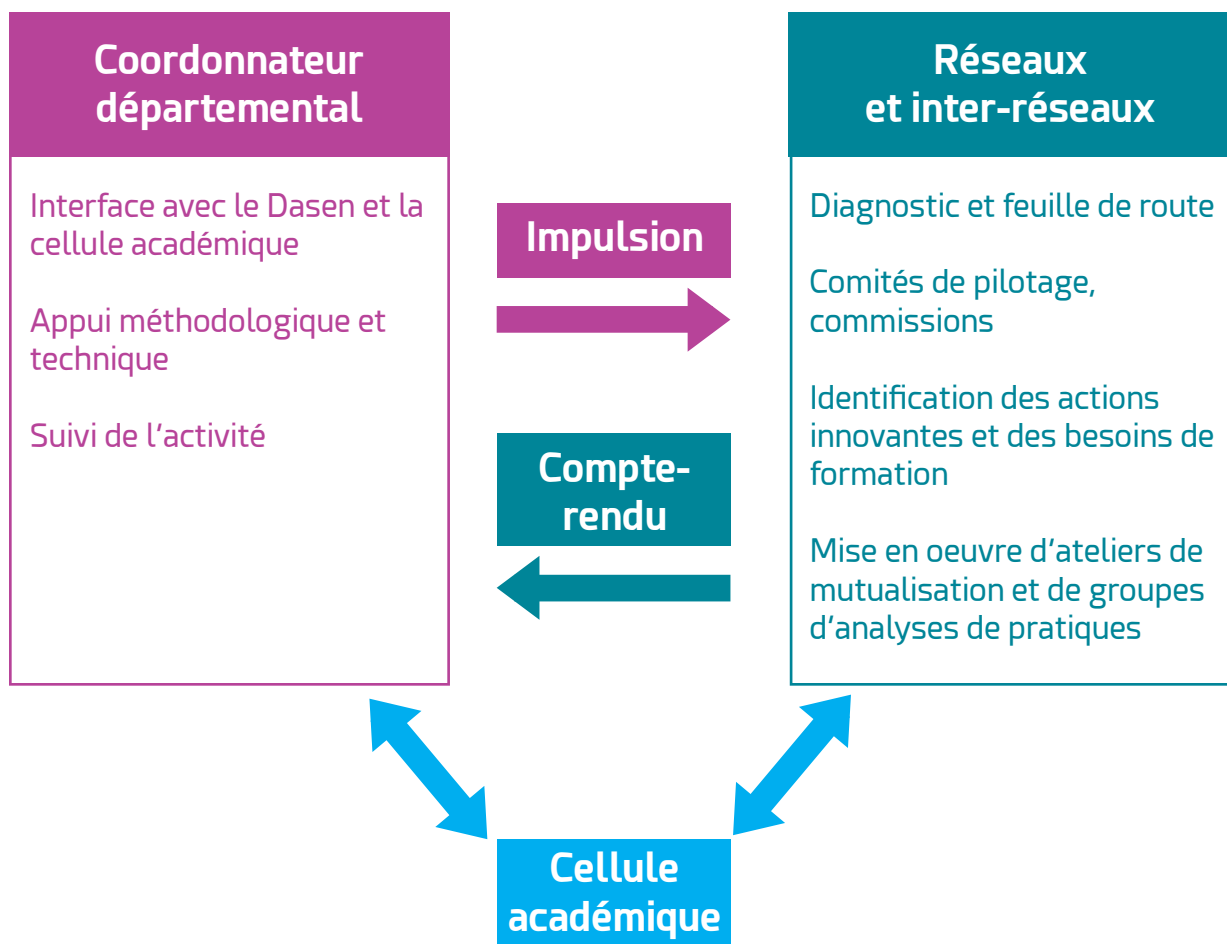 Coordonnateur
départemental
Interface avec le Dasen et la
cellule académique
Appui méthodologique et
technique
Suivi de l'activité
Impulsion
Compte-
rendu
Réseaux
et inter-réseaux
Diagnostic et feuille de route
Comités de pilotage,
commissions
Identification des actions
innovantes et des besoins de
formation
Mise en oeuvre d'ateliers de
mutualisation et de groupes
d'analyses de pratiques
Cellule
académique